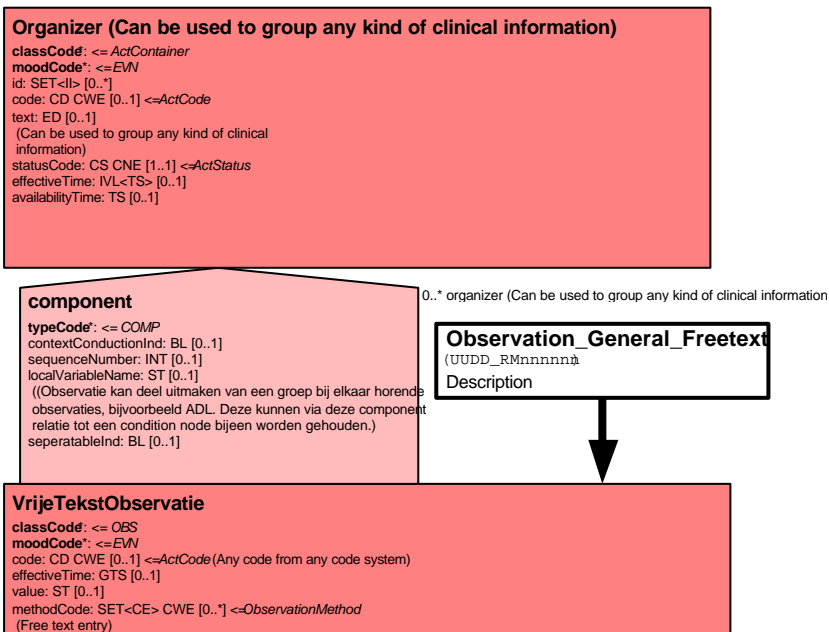 Organizer (Can be used to group any kind of clinical information)
classCode*: <= ActContainer
moodCode*: <= EVN
id: SET<II> [0..*]
code: CD CWE [0..1] <= ActCode
text: ED [0..1]
(Can be used to group any kind of clinical
information)
statusCode: CS CNE [1..1] <= ActStatus
effectiveTime: IVL<TS> [0..1]
availabilityTime: TS [0..1]
0..* organizer (Can be used to group any kind of clinical information
component
typeCode*: <= COMP
contextConductionInd: BL [0..1]
sequenceNumber: INT [0..1]
localVariableName: ST [0..1]
((Observatie kan deel uitmaken van een groep bij elkaar horende
observaties, bijvoorbeeld ADL. Deze kunnen via deze component
relatie tot een condition node bijeen worden gehouden.)
seperatableInd: BL [0..1]
Observation_General_Freetext
(UUDD_RMnnnnnn)
Description
VrijeTekstObservatie
classCode*: <= OBS
moodCode*: <= EVN
code: CD CWE [0..1] <= ActCode (Any code from any code system)
effectiveTime: GTS [0..1]
value: ST [0..1]
methodCode: SET<CE> CWE [0..*] <= ObservationMethod
(Free text entry)